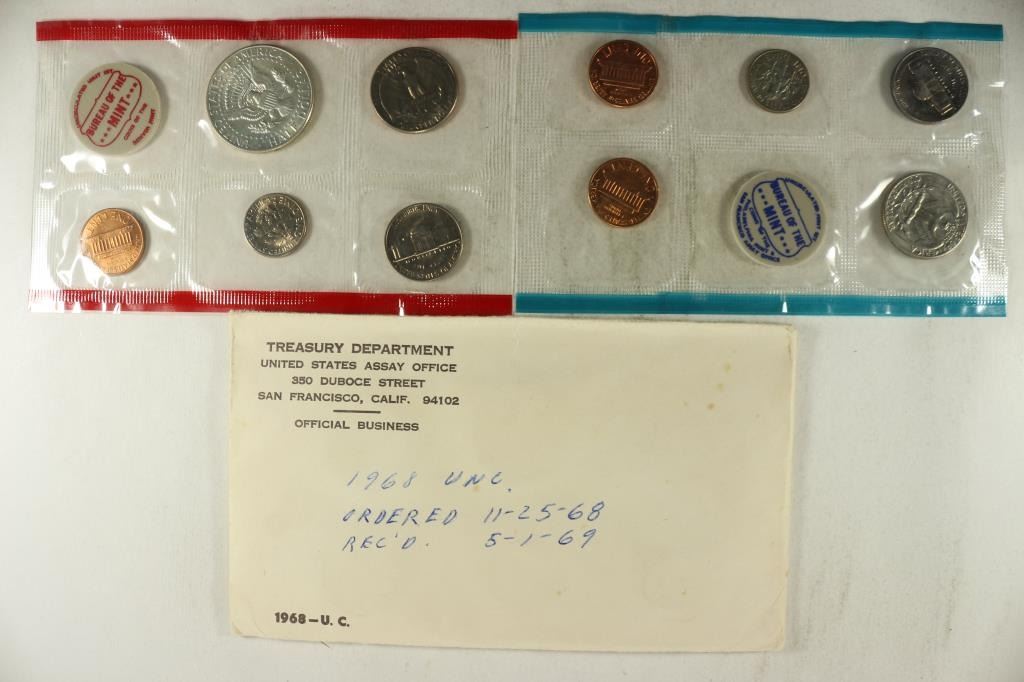 BUREAU OF THE
MINT
BUREAU OF THE
MINT
TREASURY DEPARTMENT
UNITED STATES ASSAY OFFICE
350 DUBOCE STREET
SAN FRANCISCO, CALIF. 94102
OFFICIAL BUSINESS
1968 UNC.
ORDERED 11-25-68
REC'D. 5-1-69
1968-U. C.